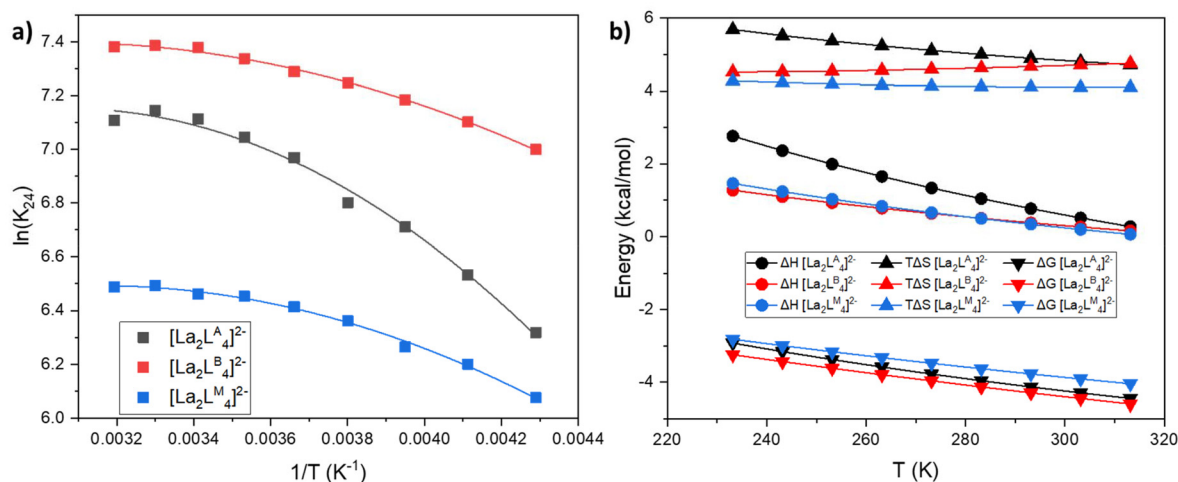 a)
7.4
7.2
7.0
6.8
6.6
6.4
6.2
6.0
ln(K₂₄)
[La₂Lᴬ₄]²⁻
[La₂Lᴮ₄]²⁻
[La₂Lᴹ₄]²⁻
0.0032 0.0034 0.0036 0.0038 0.0040 0.0042 0.0044
1/T (K⁻¹)
b)
6
4
2
0
-2
-4
Energy (kcal/mol)
ΔH [La₂Lᴬ₄]²⁻ TΔS [La₂Lᴬ₄]²⁻ ΔG [La₂Lᴬ₄]²⁻
ΔH [La₂Lᴮ₄]²⁻ TΔS [La₂Lᴮ₄]²⁻ ΔG [La₂Lᴮ₄]²⁻
ΔH [La₂Lᴹ₄]²⁻ TΔS [La₂Lᴹ₄]²⁻ ΔG [La₂Lᴹ₄]²⁻
220 240 260 280 300 320
T (K)